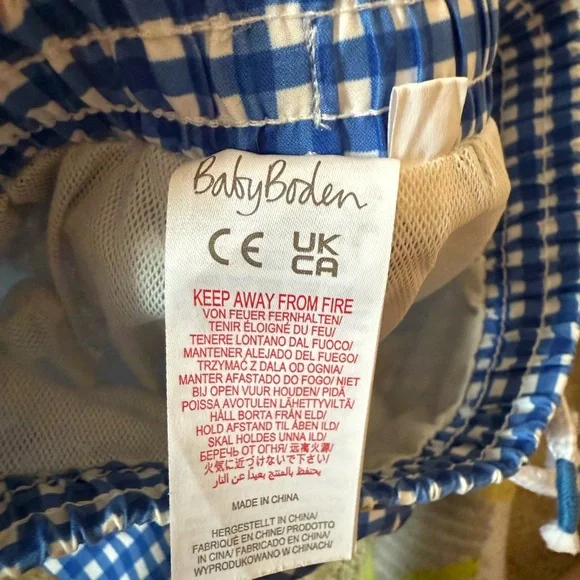 BabyBoden
CE UK
CA
KEEP AWAY FROM FIRE
VON FEUER FERNHALTEN/
TENIR ÉLOIGNÉ DU FEU/
TENERE LONTANO DAL FUOCO/
MANTENER ALEJADO DEL FUEGO/
TRZYMAĆ Z DALA OD OGNIA/
MANTER AFASTADO DO FOGO/ NIET
BIJ OPEN VUUR HOUDEN/ PIDÄ
POISSA AVOTULEN LÄHETTYVILTÄ/
HÅLL BORTA FRÅN ELD/
HOLD AFSTAND TIL ÅBEN ILD/
SKAL HOLDES UNNA ILD/
БЕРЕЧЬ ОТ ОГНЯ/ 远离火源/
火気に近づけないで下さい/
يحتفظ بالمنتج بعيدا عن النار
MADE IN CHINA
HERGESTELLT IN CHINA/
FABRIQUÉ EN CHINE/ PRODOTTO
IN CINA/ FABRICADO EN CHINA/
WYPRODUKOWANO W CHINACH/